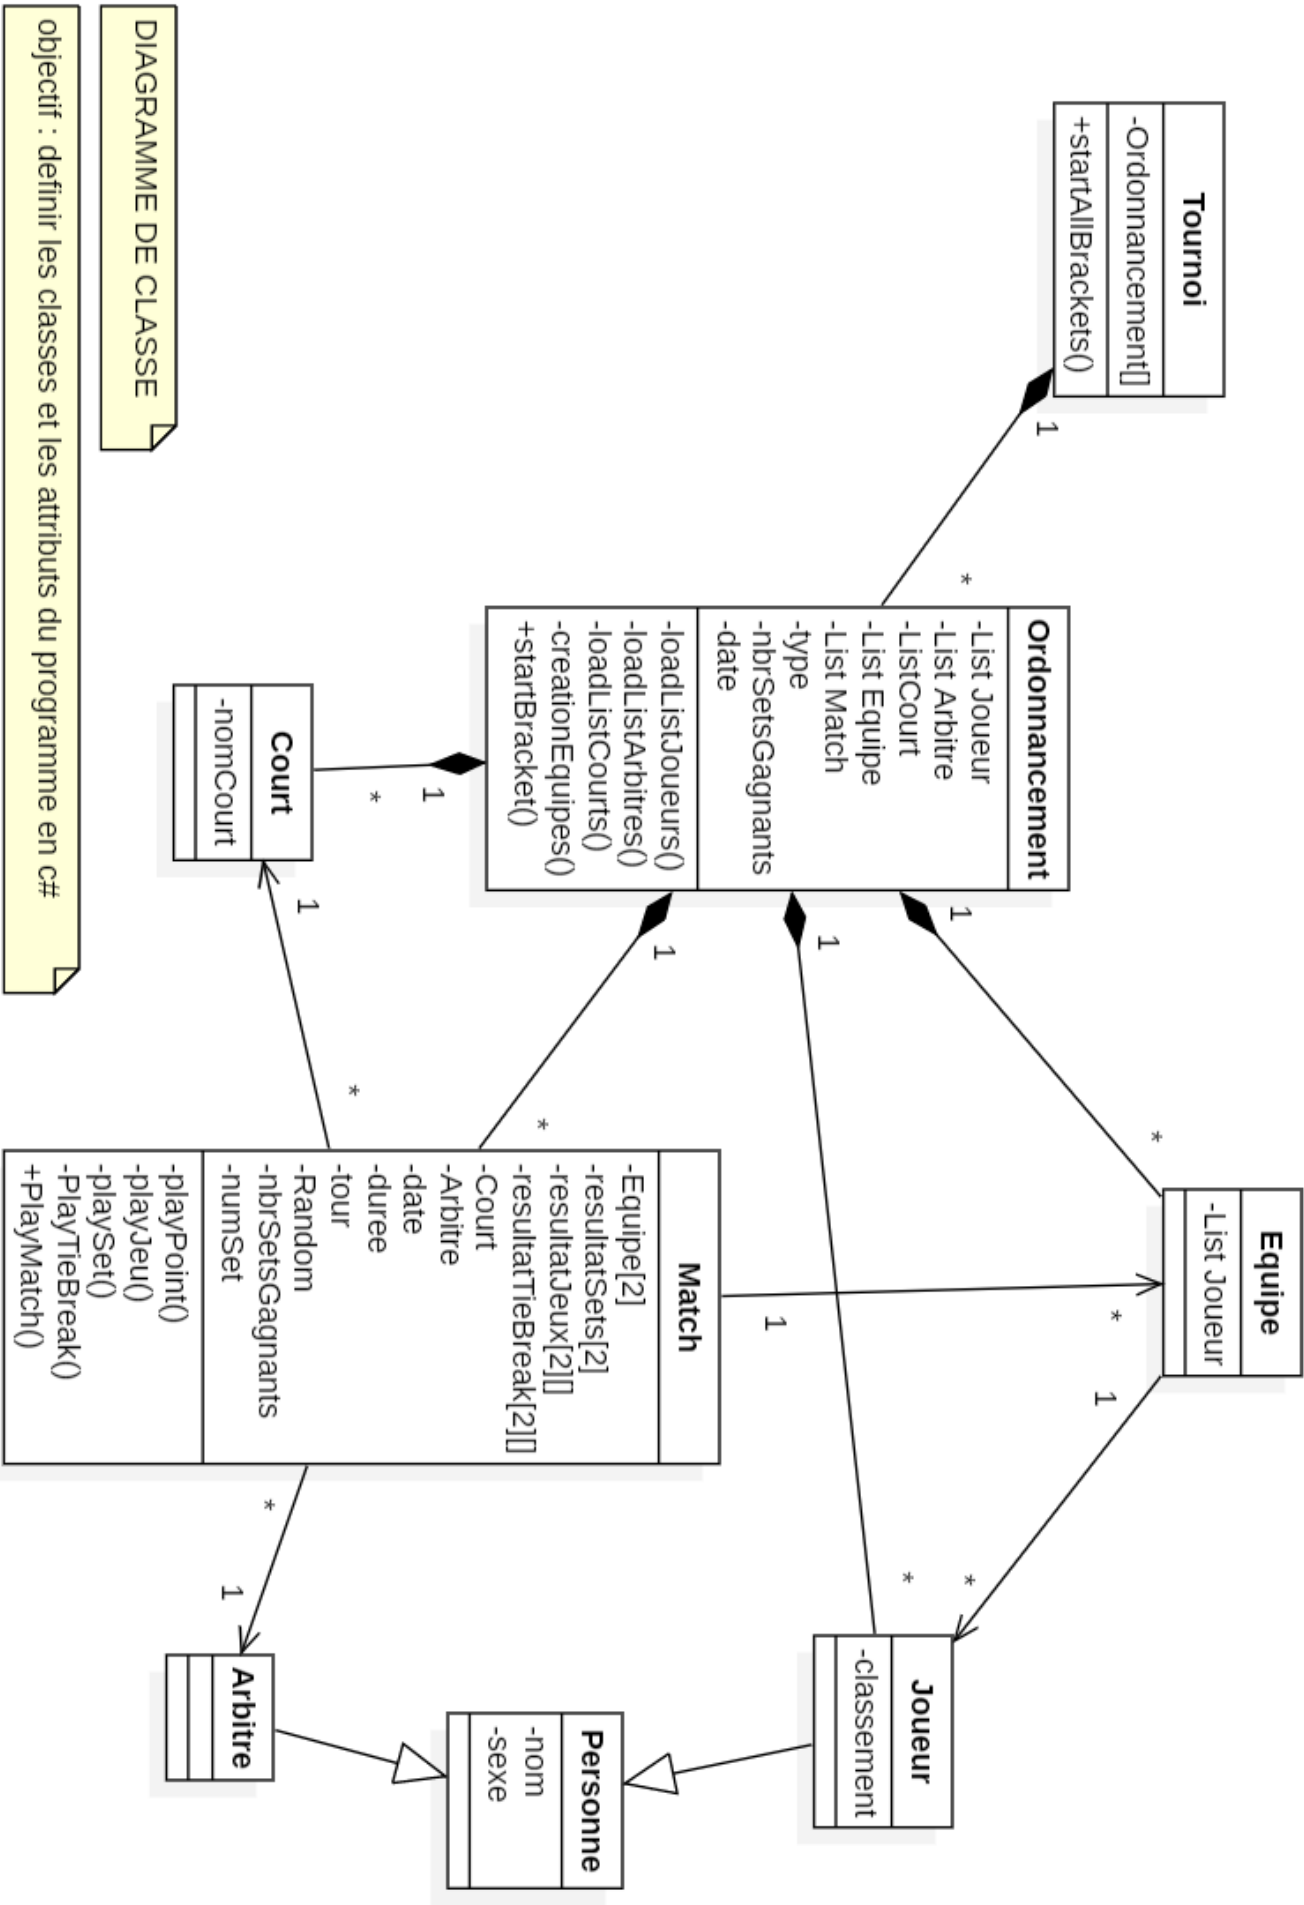 DIAGRAMME DE CLASSE
objectif : definir les classes et les attributs du programme en c#
Tournoi
-Ordonnancement[]
+startAllBrackets()
1
*
Ordonnancement
-List Joueur
-List Arbitre
-ListCourt
-List Equipe
-List Match
-type
-nbrSetsGagnants
-date
-loadListJoueurs()
-loadListArbitres()
-loadListCourts()
-creationEquipes()
+startBracket()
1
*
1
*
1
*
1
*
Court
-nomCourt
1
*
Equipe
-List Joueur
*
1
1
*
Match
-Equipe[2]
-resultatSets[2]
-resultatJeux[2][]
-resultatTieBreak[2][]
-Court
-Arbitre
-date
-duree
-tour
-Random
-nbrSetsGagnants
-numSet
-playPoint()
-playJeu()
-playSet()
-PlayTieBreak()
+PlayMatch()
*
1
Joueur
-classement
Personne
-nom
-sexe
Arbitre